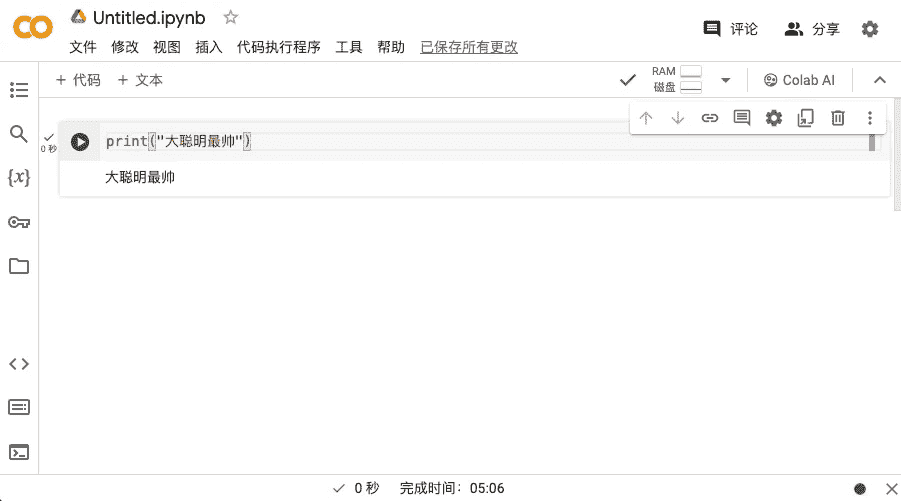 Untitled.ipynb
评论 分享
文件 修改 视图 插入 代码执行程序 工具 帮助 已保存所有更改
+ 代码 + 文本
RAM
磁盘
Colab AI
0 秒
print("大聪明最帅")
大聪明最帅
{x}
0 秒 完成时间：05:06